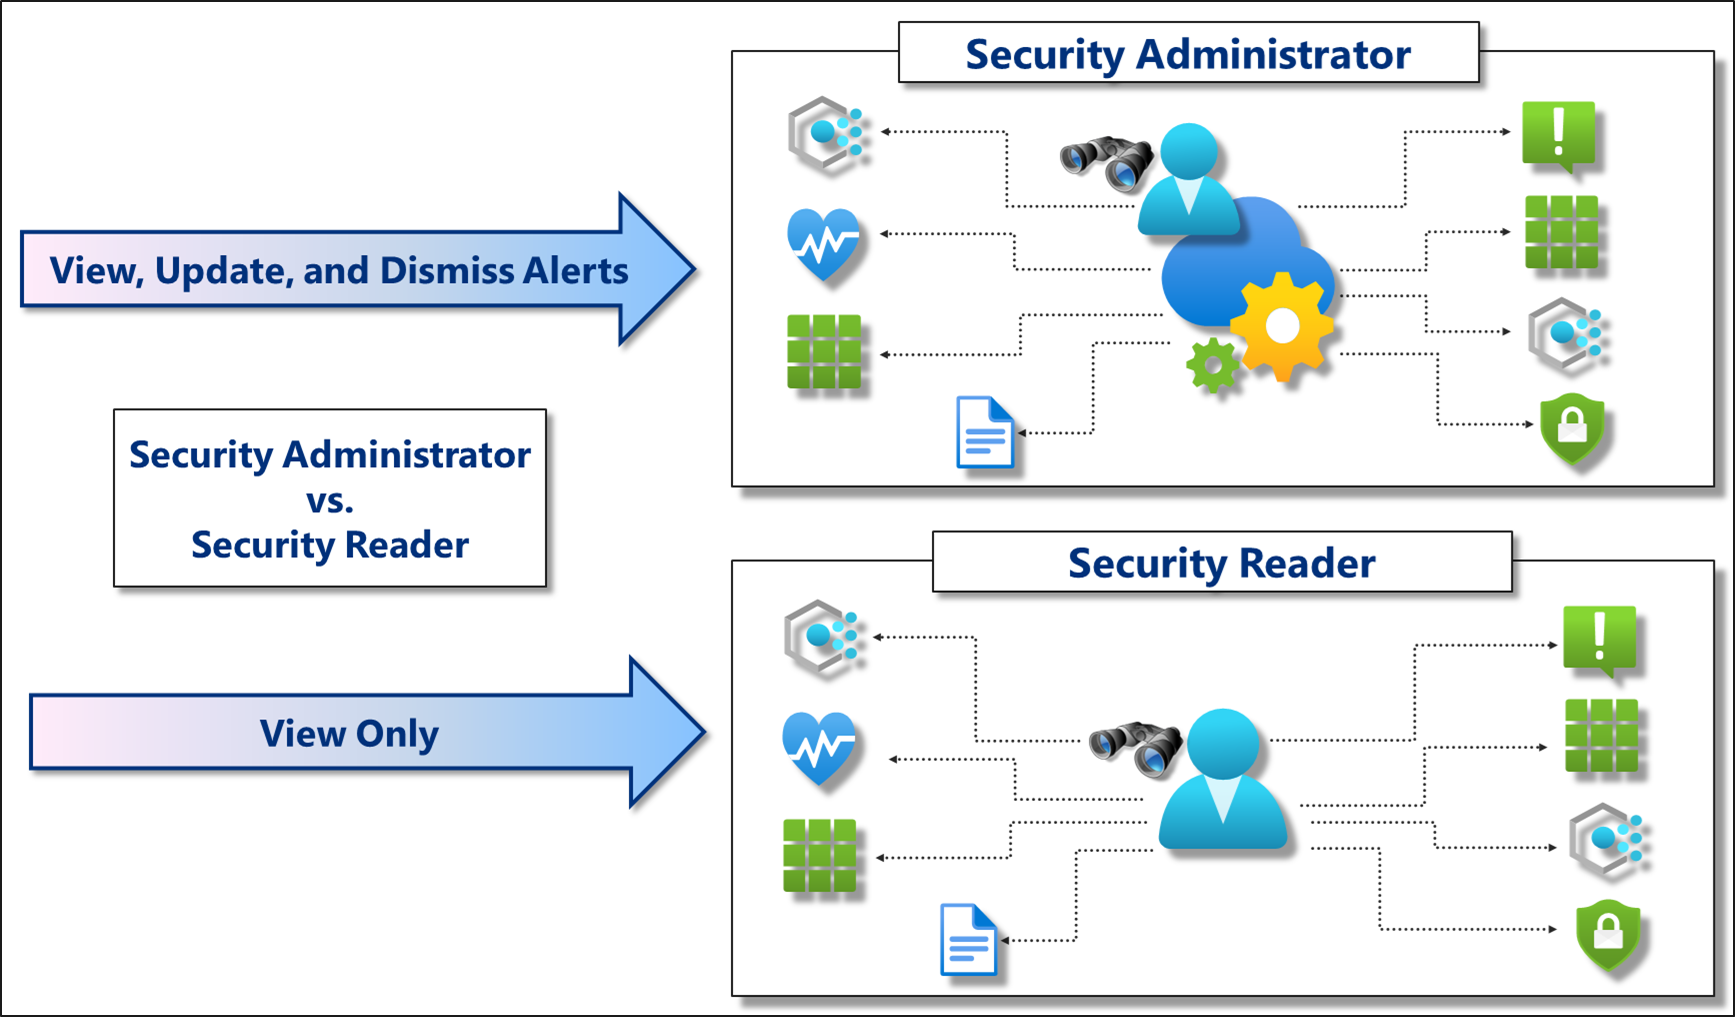 Security Administrator
View, Update, and Dismiss Alerts
Security Administrator
vs.
Security Reader
Security Reader
View Only